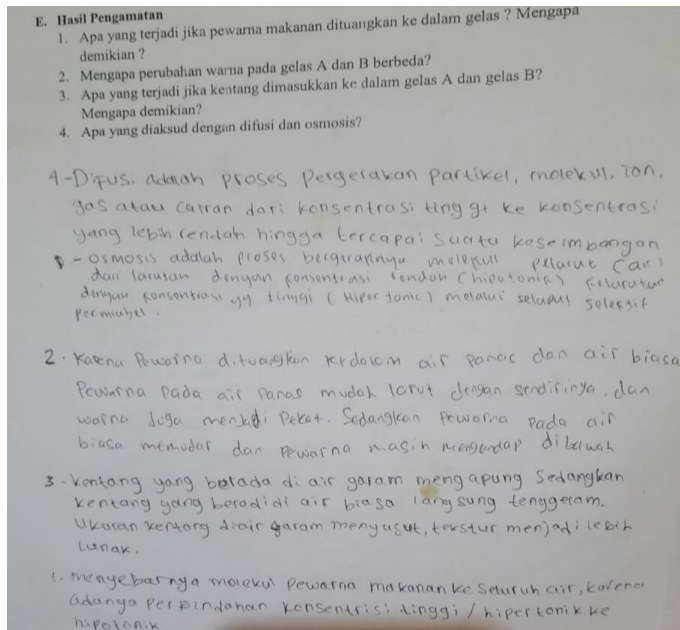 E. Hasil Pengamatan
1. Apa yang terjadi jika pewarna makanan dituangkan ke dalam gelas ? Mengapa
demikian ?
2. Mengapa perubahan warna pada gelas A dan B berbeda?
3. Apa yang terjadi jika kentang dimasukkan ke dalam gelas A dan gelas B?
Mengapa demikian?
4. Apa yang diaksud dengan difusi dan osmosis?
4 - Difusi adalah proses pergerakan partikel, molekul, ion,
gas atau cairan dari konsentrasi tinggi ke konsentrasi
yang lebih rendah hingga tercapai suatu keseimbangan
- osmosis adalah proses bergeraknya molekul pelarut (air)
dari larutan dengan konsentrasi rendah (hipotonic) kelarutan
dengan konsentrasi yg tinggi (Hipertonic) melalui selaput selektif
permiabel.
2. Karena Pewarna dituangkan kedalam air panas dan air biasa
Pewarna pada air panas mudah larut dengan sendirinya, dan
warna Juga menjadi Pekat. Sedangkan Pewarna pada air
biasa memudar dan Pewarna masih mengendap dibawah
3. kentang yang berada di air garam mengapung Sedangkan
kentang yang beradidi air biasa langsung tenggelam.
Ukuran kentang diair garam menyusut, tekstur menjadi lebih
lunak.
1. menyebarnya molekul pewarna makanan ke seluruh air, karena
adanya perpindahan konsentrisi tinggi / hipertonik ke
hipotonik